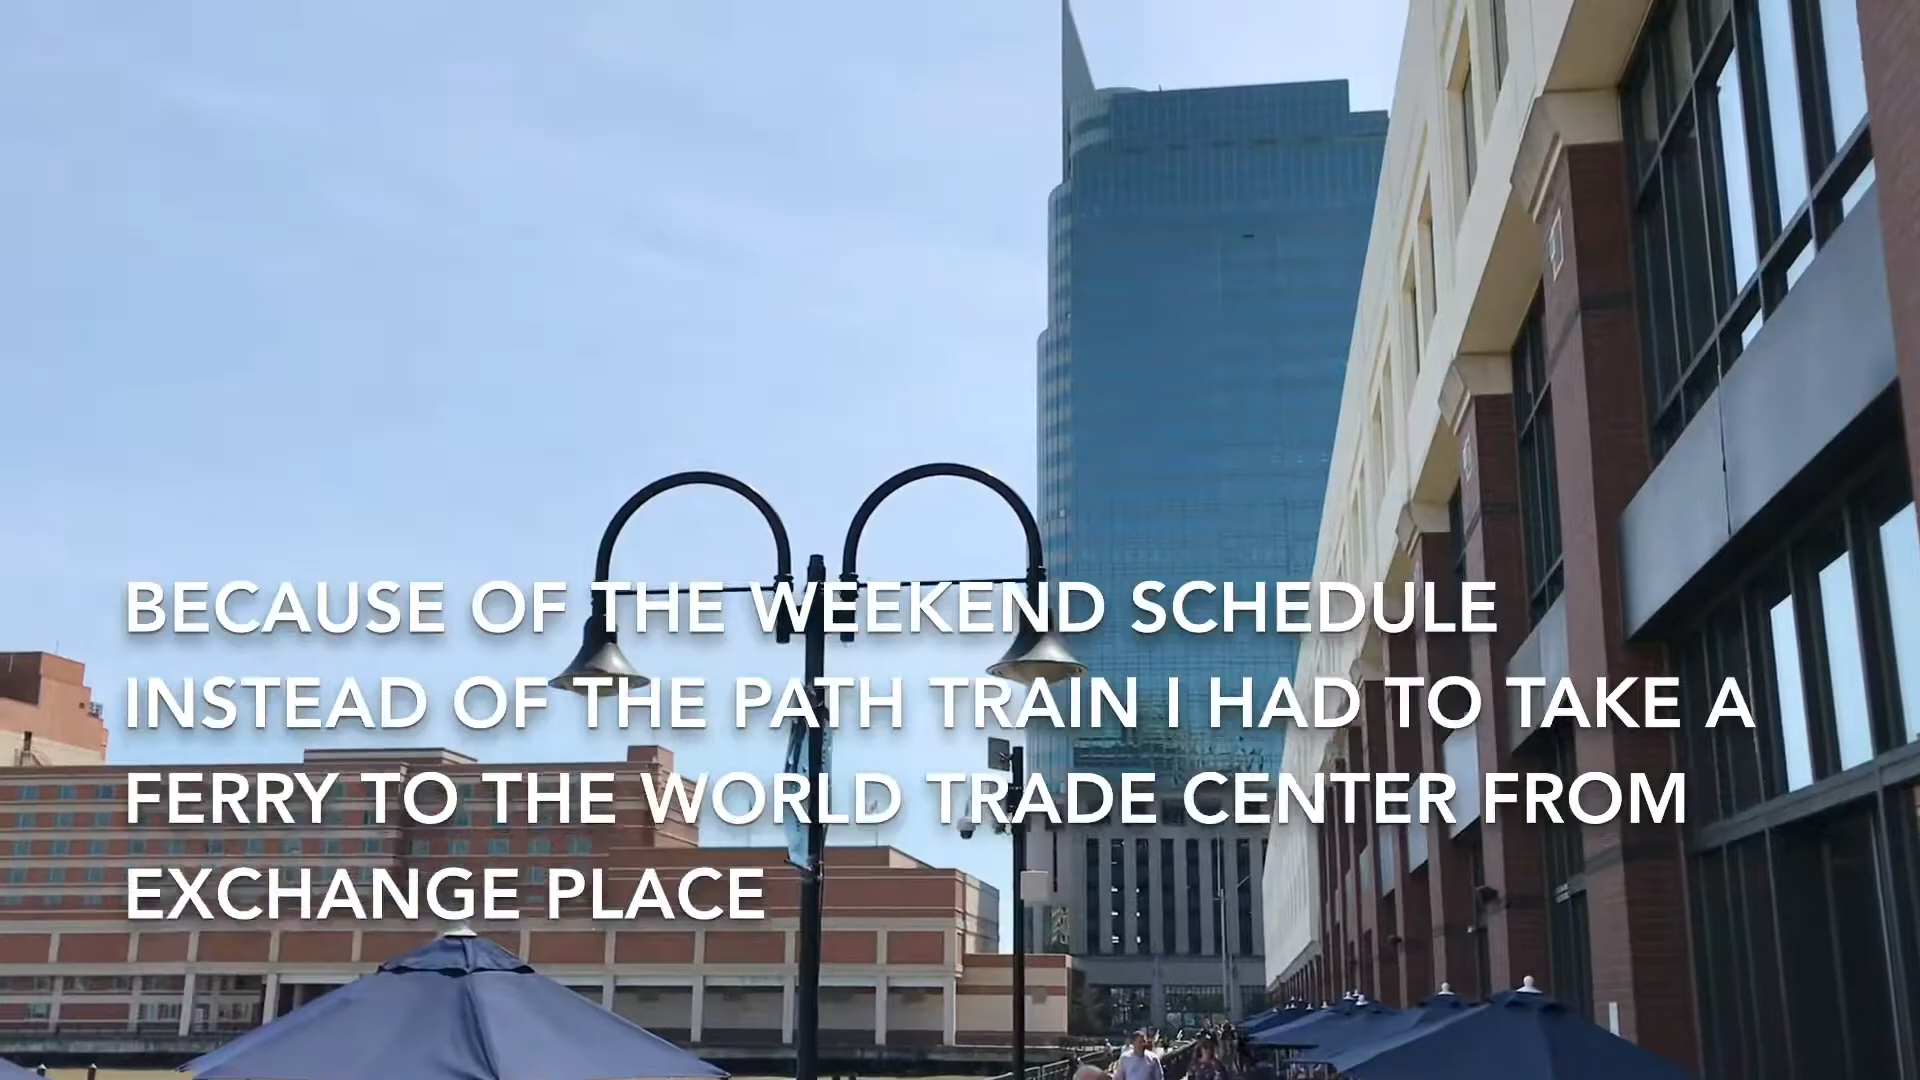 BECAUSE OF THE WEEKEND SCHEDULE
INSTEAD OF THE PATH TRAIN I HAD TO TAKE A
FERRY TO THE WORLD TRADE CENTER FROM
EXCHANGE PLACE